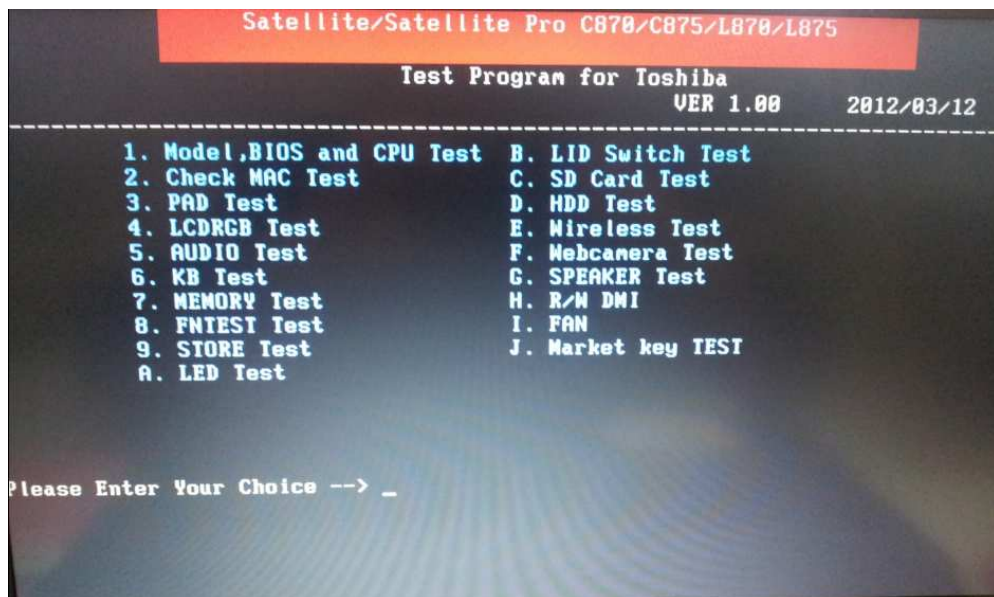 Satellite/Satellite Pro C870/C875/L870/L875
Test Program for Toshiba
VER 1.00 2012/03/12
1. Model,BIOS and CPU Test B. LID Switch Test
2. Check MAC Test C. SD Card Test
3. PAD Test D. HDD Test
4. LCDRGB Test E. Wireless Test
5. AUDIO Test F. Webcamera Test
6. KB Test G. SPEAKER Test
7. MEMORY Test H. R/W DMI
8. FNTEST Test I. FAN
9. STORE Test J. Market key TEST
A. LED Test
Please Enter Your Choice --> _